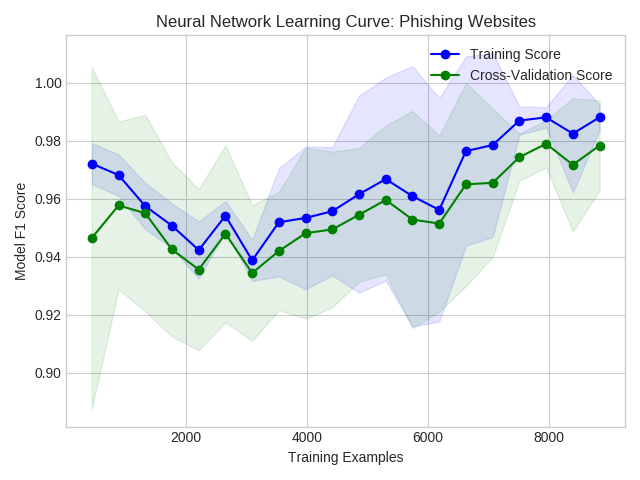 Neural Network Learning Curve: Phishing Websites
Training Score
Cross-Validation Score
Model F1 Score
1.00
0.98
0.96
0.94
0.92
0.90
2000
4000
6000
8000
Training Examples